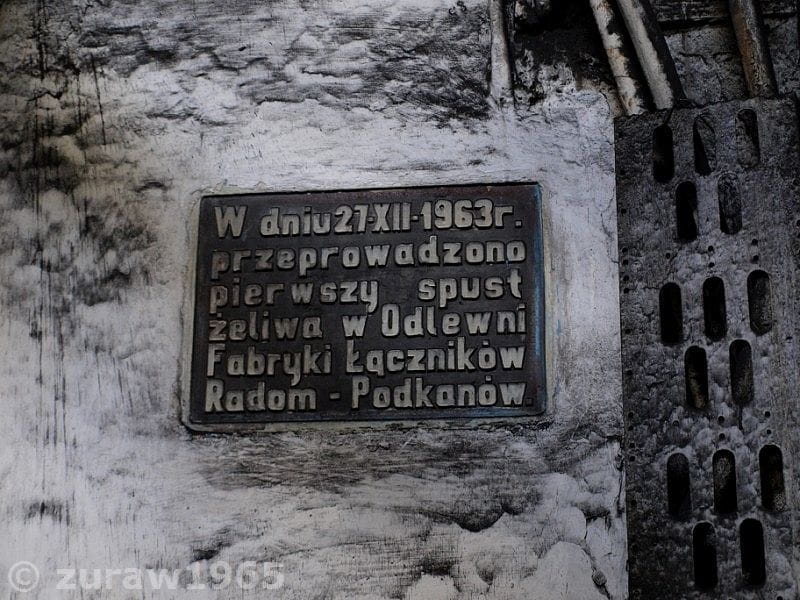 W dniu 27-XII-1963r.
przeprowadzono
pierwszy spust
żeliwa w Odlewni
Fabryki Łączników
Radom - Podkanów.
© zuraw1965